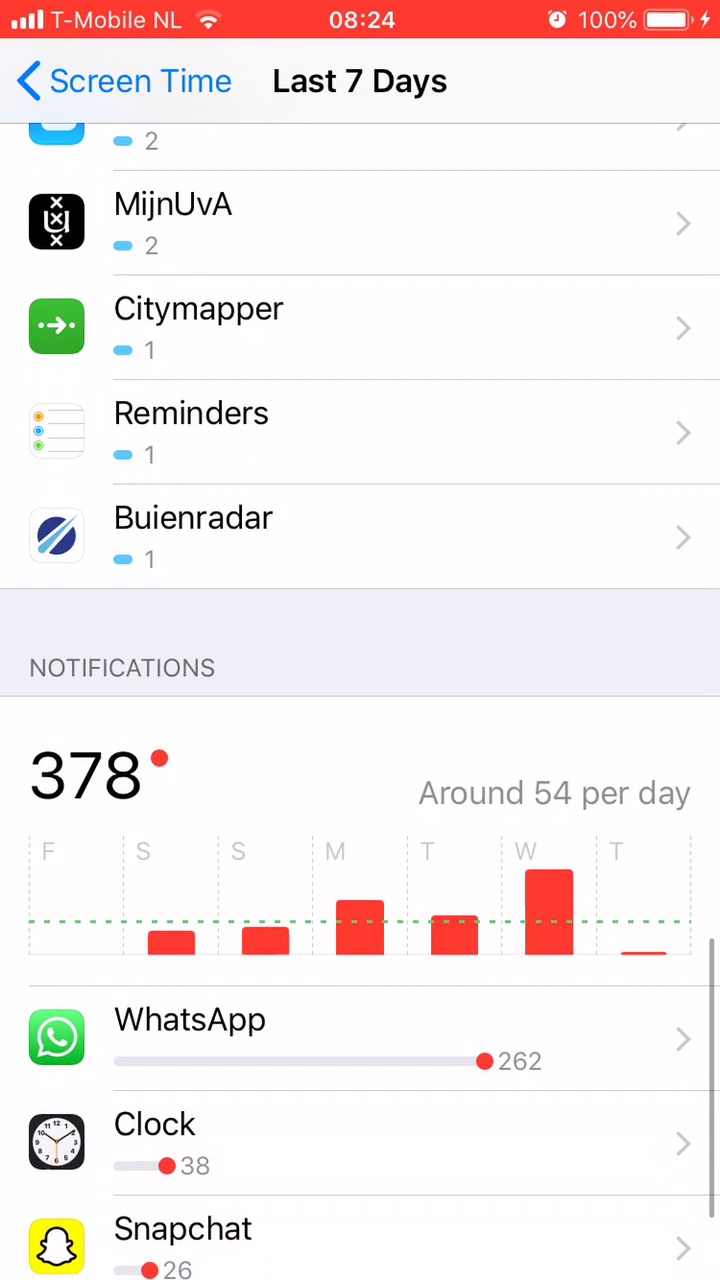 T-Mobile NL 08:24 100%
Screen Time Last 7 Days
2
MijnUvA
2
Citymapper
1
Reminders
1
Buienradar
1
NOTIFICATIONS
378
Around 54 per day
F S S M T W T
WhatsApp
262
Clock
38
Snapchat
26